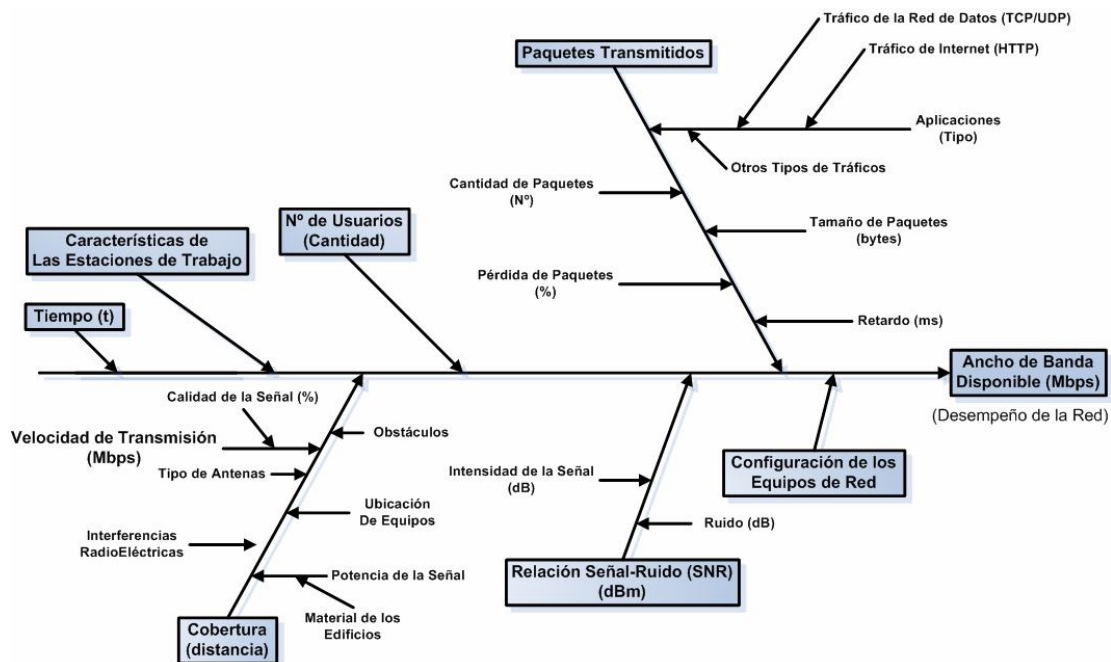 Tráfico de la Red de Datos (TCP/UDP)
Paquetes Transmitidos
Tráfico de Internet (HTTP)
Aplicaciones
(Tipo)
Otros Tipos de Tráficos
Cantidad de Paquetes
(Nº)
Nº de Usuarios
(Cantidad)
Tamaño de Paquetes
(bytes)
Características de
Las Estaciones de Trabajo
Pérdida de Paquetes
(%)
Tiempo (t)
Retardo (ms)
Ancho de Banda
Disponible (Mbps)
(Desempeño de la Red)
Calidad de la Señal (%)
Velocidad de Transmisión
(Mbps)
Obstáculos
Tipo de Antenas
Intensidad de la Señal
(dB)
Configuración de los
Equipos de Red
Ubicación
De Equipos
Ruido (dB)
Interferencias
RadioEléctricas
Potencia de la Señal
Relación Señal-Ruido (SNR)
(dBm)
Material de los
Edificios
Cobertura
(distancia)